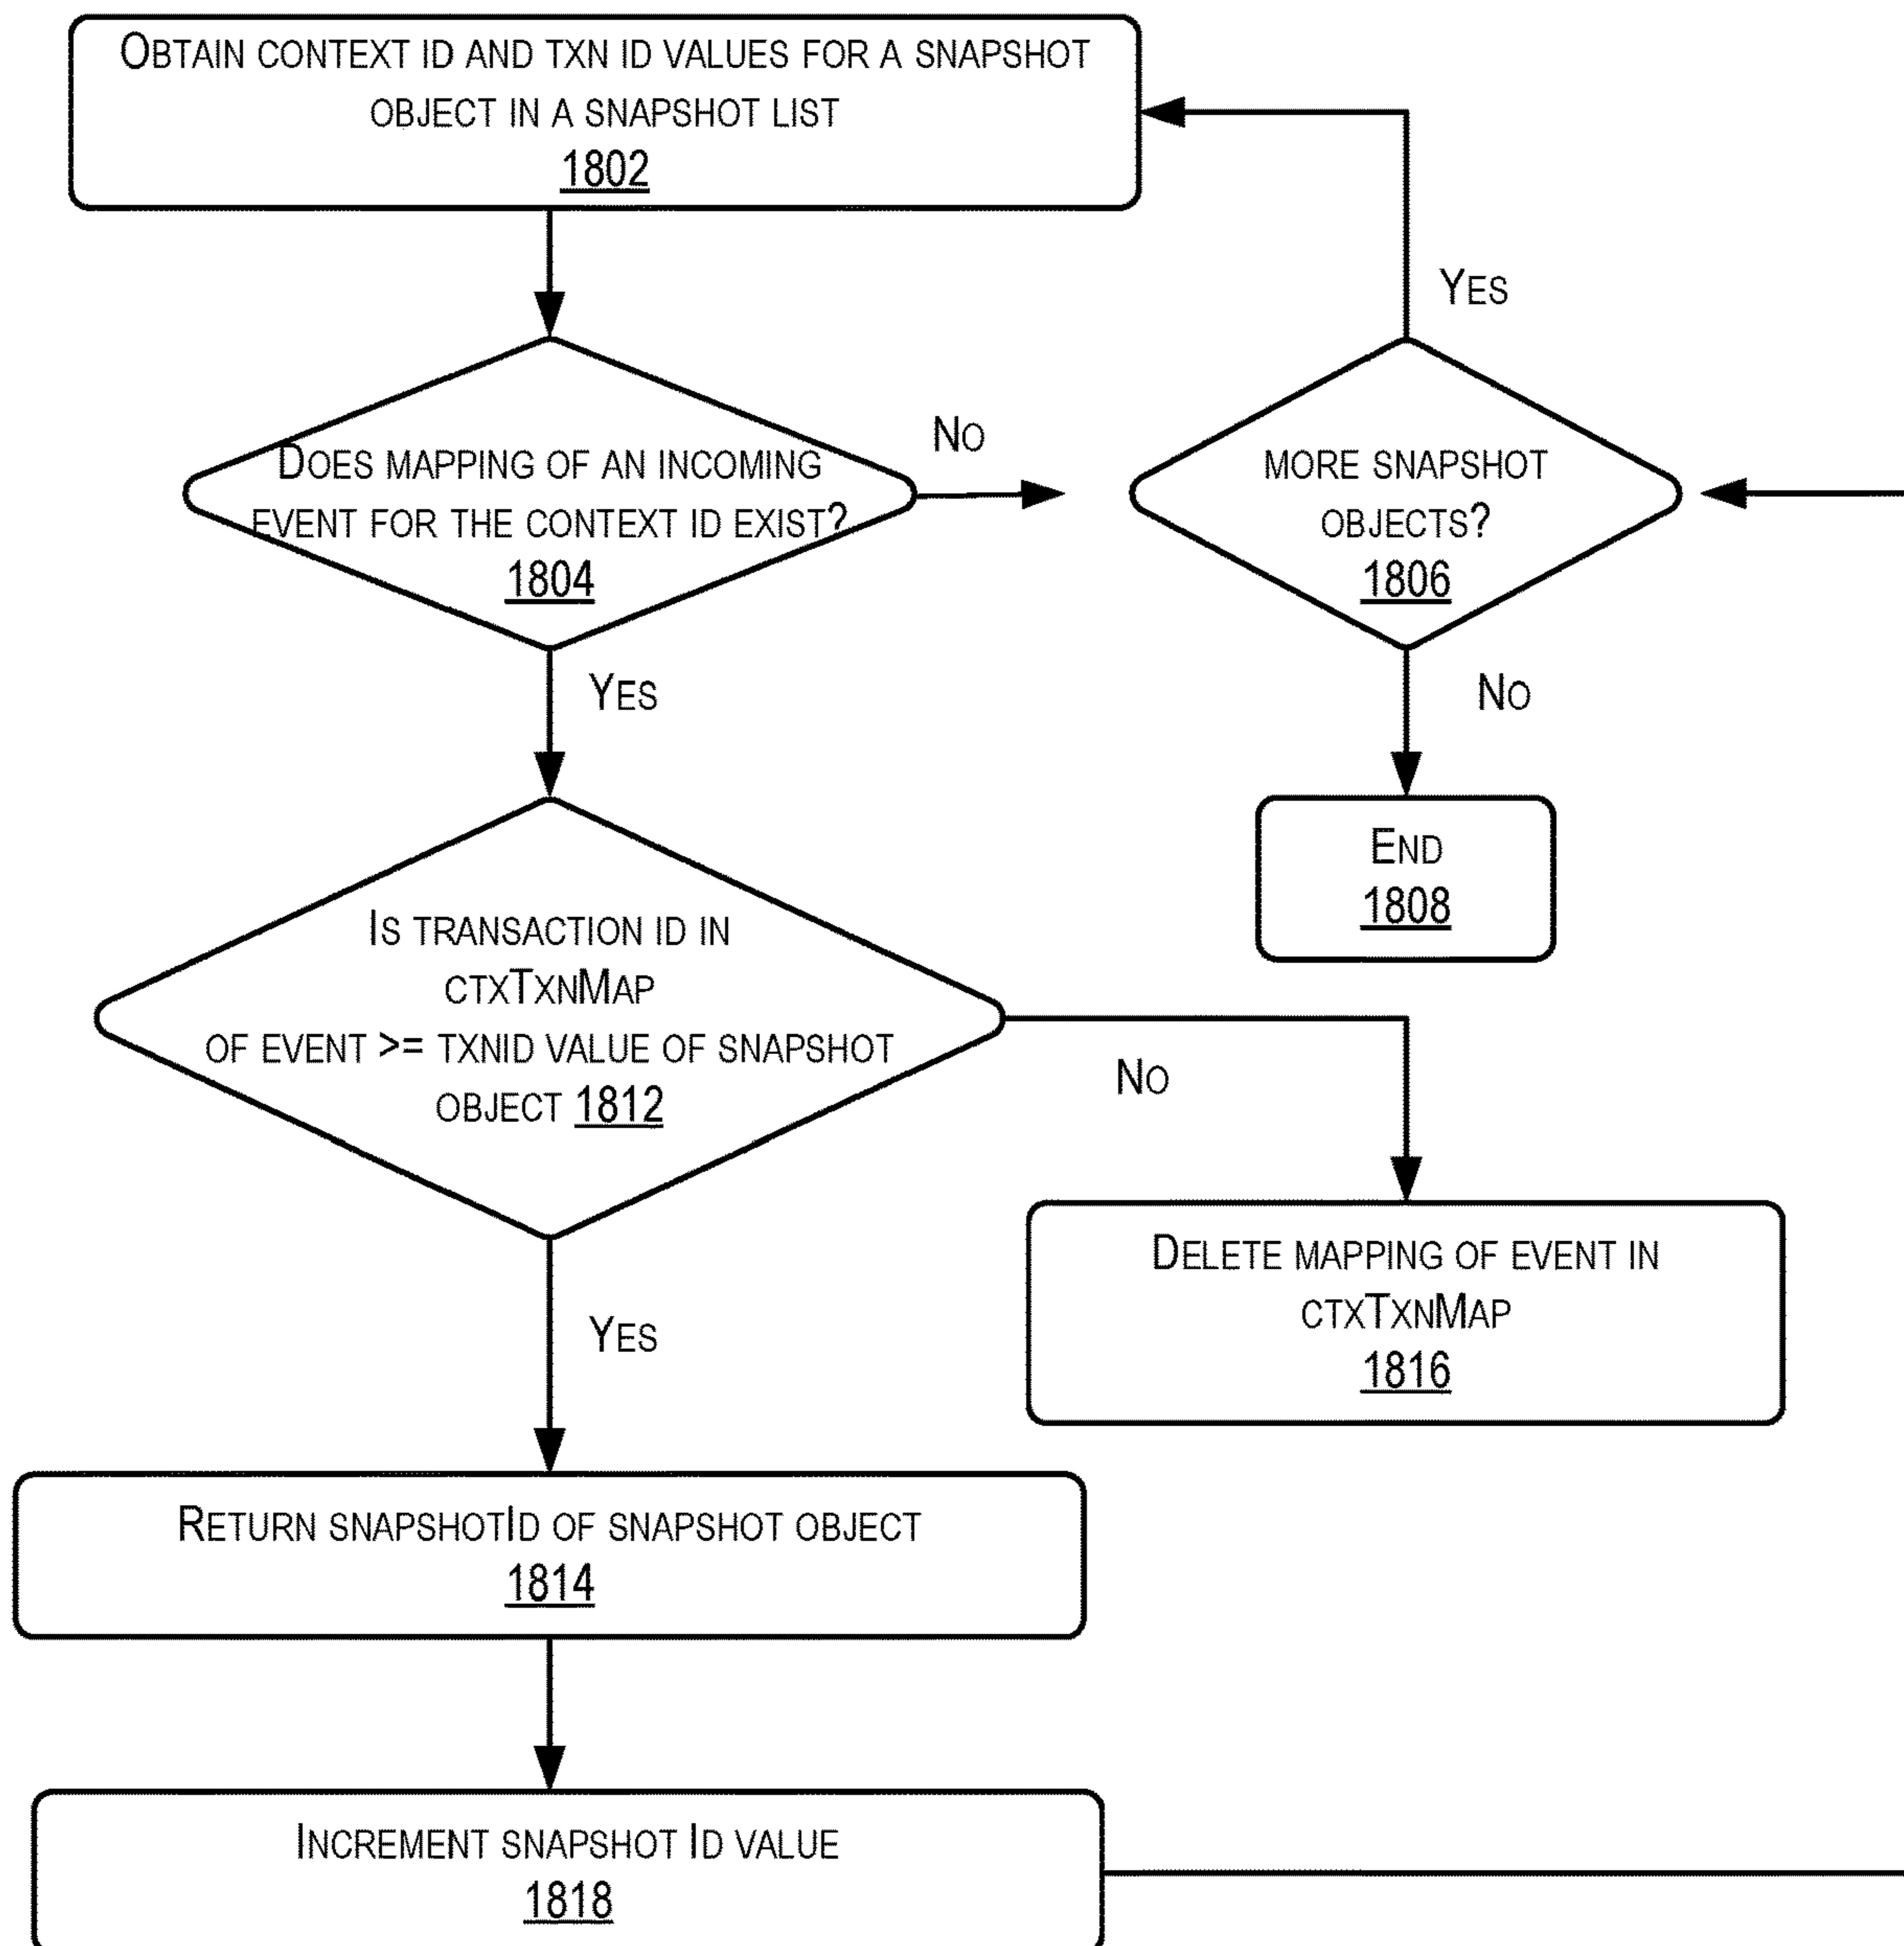 OBTAIN CONTEXT ID AND TXN ID VALUES FOR A SNAPSHOT
OBJECT IN A SNAPSHOT LIST
1802
YES
NO
DOES MAPPING OF AN INCOMING
EVENT FOR THE CONTEXT ID EXIST?
1804
MORE SNAPSHOT
OBJECTS?
1806
YES
NO
END
1808
IS TRANSACTION ID IN
CTXTXNMAP
OF EVENT >= TXNID VALUE OF SNAPSHOT
OBJECT 1812
NO
DELETE MAPPING OF EVENT IN
CTXTXNMAP
1816
YES
RETURN SNAPSHOTID OF SNAPSHOT OBJECT
1814
INCREMENT SNAPSHOT ID VALUE
1818